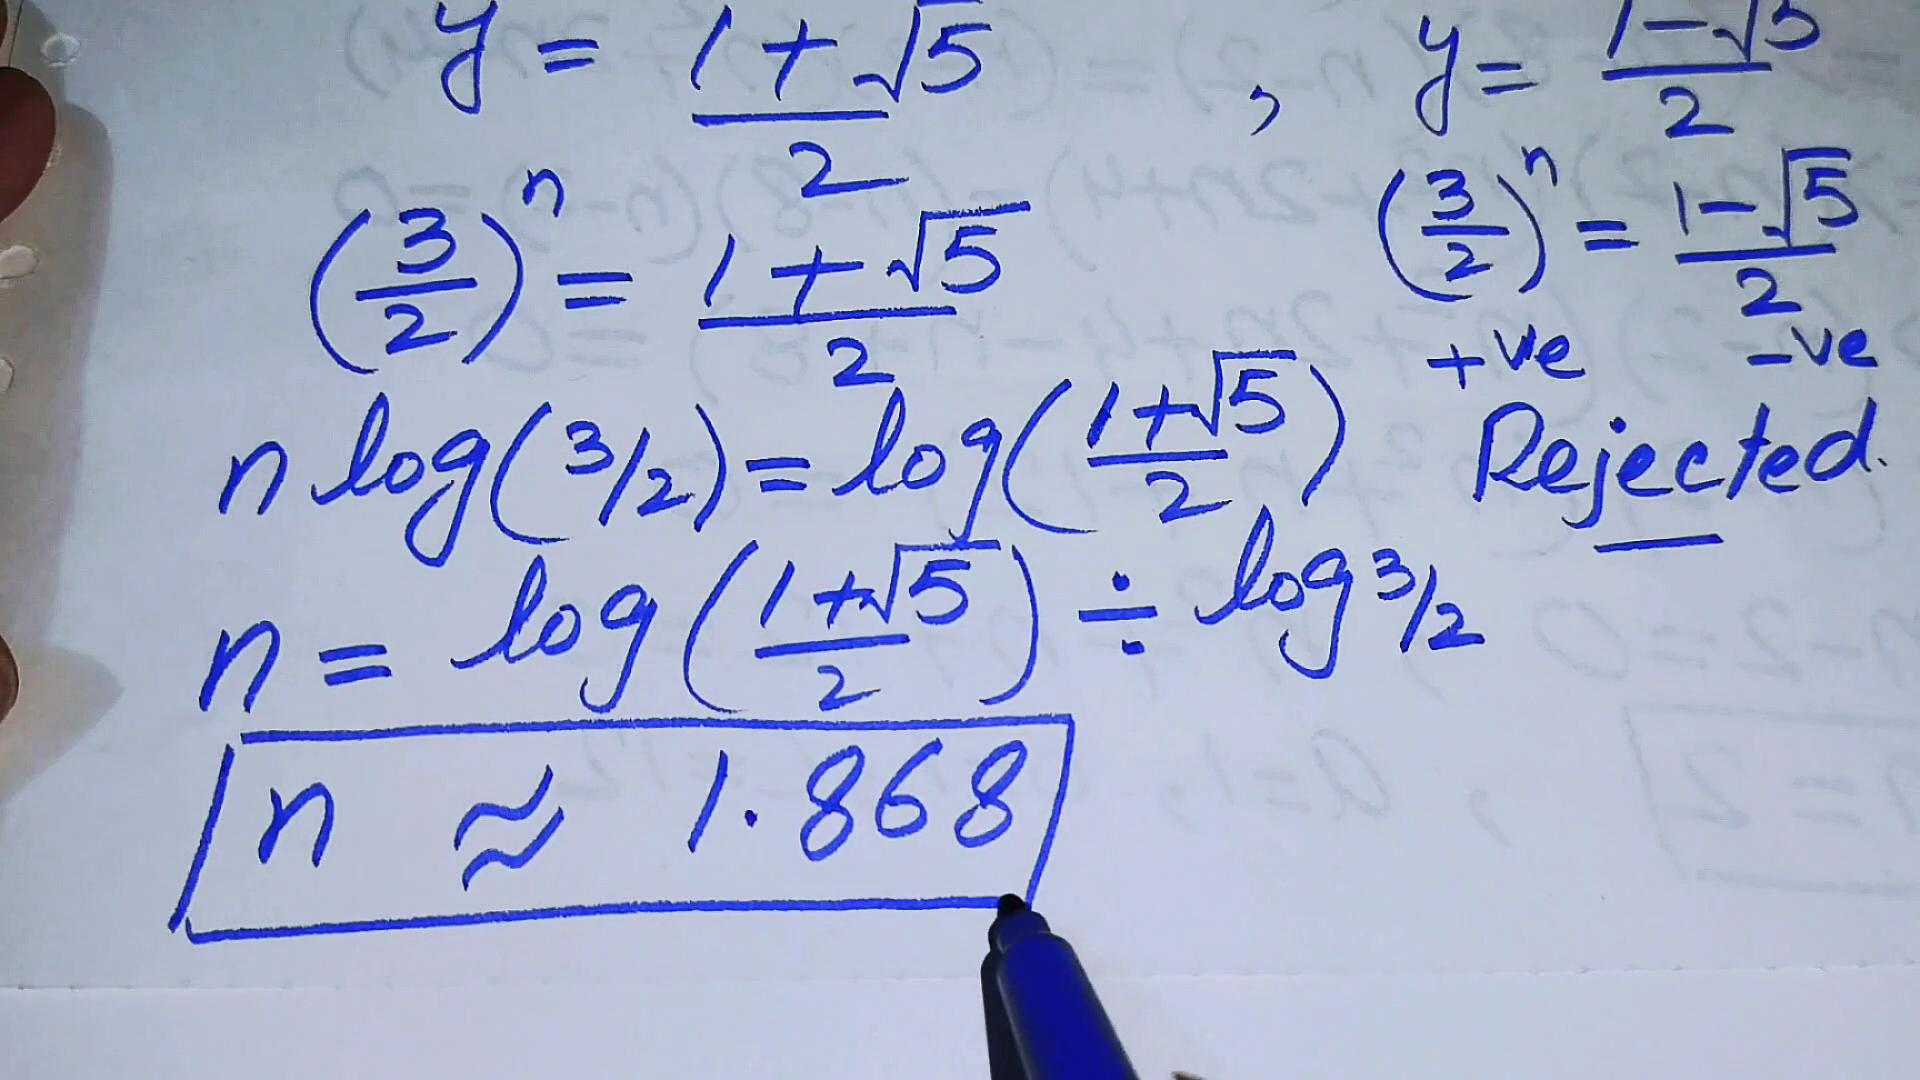 y = (1+√5)/2 , y = (1-√5)/2
(3/2)^n = (1+√5)/2
(3/2)^n = (1-√5)/2
+ve -ve
n log(3/2) = log((1+√5)/2)
Rejected.
n = log((1+√5)/2) ÷ log 3/2
n ≈ 1.868